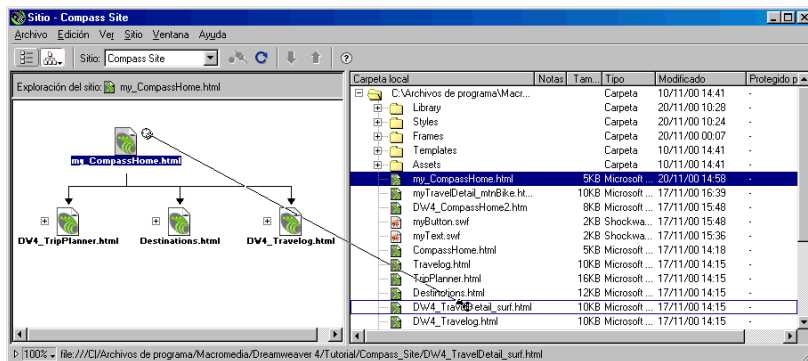 Sitio - Compass Site
Archivo Edición Ver Sitio Ventana Ayuda
Sitio: Compass Site
Exploración del sitio: my_CompassHome.html
my_CompassHome.html
DW4_TripPlanner.html Destinations.html DW4_Travelog.html
Carpeta local Notas Tam... Tipo Modificado Protegido p
C:\Archivos de programa\Macr... Carpeta 10/11/00 14:41 -
Library Carpeta 20/11/00 10:28 -
Styles Carpeta 20/11/00 10:24 -
Frames Carpeta 20/11/00 00:07 -
Templates Carpeta 10/11/00 14:41 -
Assets Carpeta 10/11/00 14:41 -
my_CompassHome.html 5KB Microsoft ... 20/11/00 14:58 -
myTravelDetail_mtnBike.ht... 10KB Microsoft ... 17/11/00 16:39 -
DW4_CompassHome2.htm 8KB Microsoft ... 17/11/00 15:48 -
myButton.swf 2KB Shockwa... 17/11/00 15:48 -
myText.swf 2KB Shockwa... 17/11/00 15:36 -
CompassHome.html 5KB Microsoft ... 17/11/00 14:18 -
Travelog.html 10KB Microsoft ... 17/11/00 14:15 -
TripPlanner.html 16KB Microsoft ... 17/11/00 14:15 -
Destinations.html 12KB Microsoft ... 17/11/00 14:15 -
DW4_TravelDetail_surf.html 10KB Microsoft ... 17/11/00 14:15 -
DW4_Travelog.html 10KB Microsoft ... 17/11/00 14:15 -
100% file:///C|/Archivos de programa/Macromedia/Dreamweaver 4/Tutorial/Compass_Site/DW4_TravelDetail_surf.html